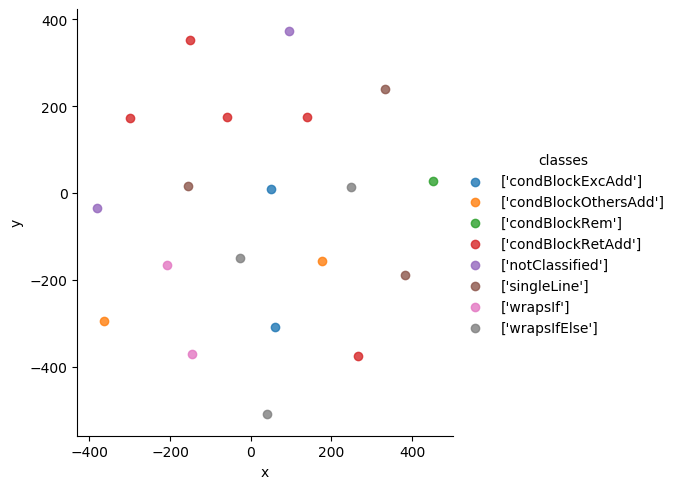 400
200
0
−200
−400
y
−400
−200
0
200
400
x
classes
['condBlockExcAdd']
['condBlockOthersAdd']
['condBlockRem']
['condBlockRetAdd']
['notClassified']
['singleLine']
['wrapsIf']
['wrapsIfElse']